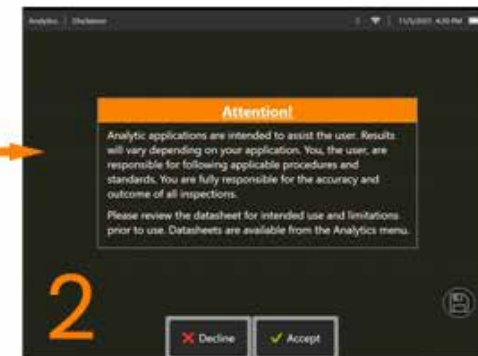 Analytics | Disclaimer
11/5/2021 4:20 PM
Attention!
Analytic applications are intended to assist the user. Results
will vary depending on your application. You, the user, are
responsible for following applicable procedures and
standards. You are fully responsible for the accuracy and
outcome of all inspections.
Please review the datasheet for intended use and limitations
prior to use. Datasheets are available from the Analytics menu.
2
Decline
Accept